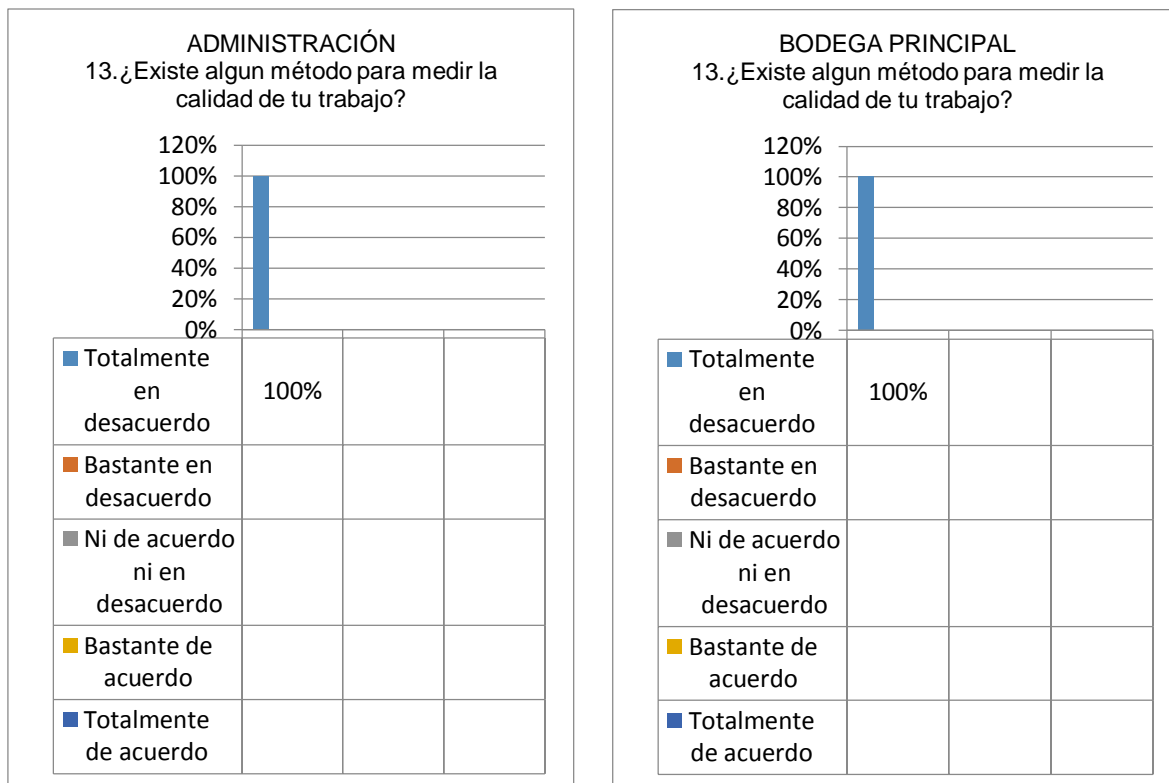 ADMINISTRACIÓN
13.¿Existe algun método para medir la
calidad de tu trabajo?
120%
100%
80%
60%
40%
20%
0%
Totalmente
en
desacuerdo
100%
Bastante en
desacuerdo
Ni de acuerdo
ni en
desacuerdo
Bastante de
acuerdo
Totalmente
de acuerdo
BODEGA PRINCIPAL
13.¿Existe algun método para medir la
calidad de tu trabajo?
120%
100%
80%
60%
40%
20%
0%
Totalmente
en
desacuerdo
100%
Bastante en
desacuerdo
Ni de acuerdo
ni en
desacuerdo
Bastante de
acuerdo
Totalmente
de acuerdo